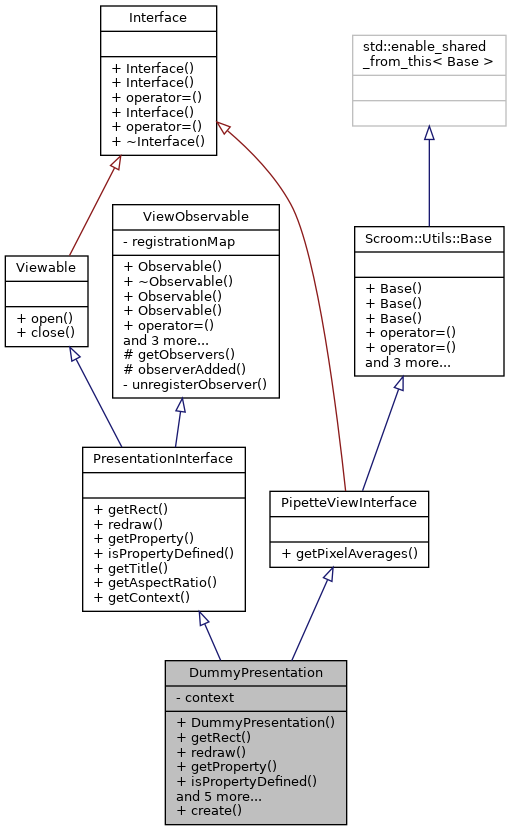 Interface
+ Interface()
+ Interface()
+ operator=()
+ Interface()
+ operator=()
+ ~Interface()
std::enable_shared
_from_this< Base >
ViewObservable
- registrationMap
+ Observable()
+ ~Observable()
+ Observable()
+ Observable()
+ operator=()
and 3 more...
# getObservers()
# observerAdded()
- unregisterObserver()
Scroom::Utils::Base
+ Base()
+ Base()
+ Base()
+ operator=()
+ operator=()
and 3 more...
Viewable
+ open()
+ close()
PresentationInterface
+ getRect()
+ redraw()
+ getProperty()
+ isPropertyDefined()
+ getTitle()
+ getAspectRatio()
+ getContext()
PipetteViewInterface
+ getPixelAverages()
DummyPresentation
- context
+ DummyPresentation()
+ getRect()
+ redraw()
+ getProperty()
+ isPropertyDefined()
and 5 more...
+ create()